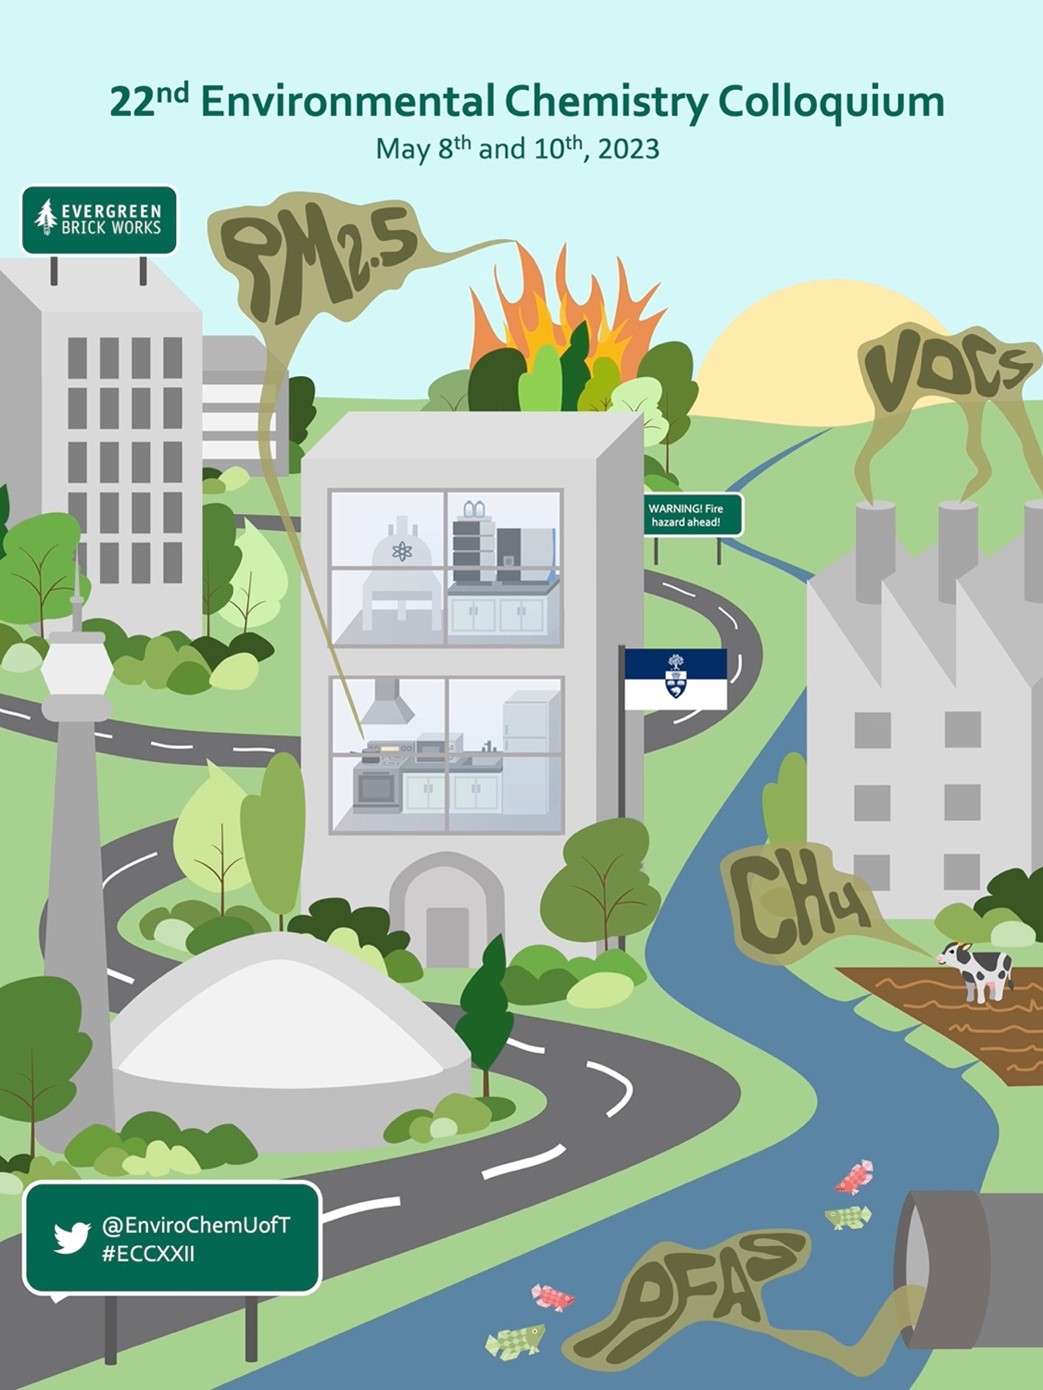 22nd Environmental Chemistry Colloquium
May 8th and 10th, 2023
EVERGREEN
BRICK WORKS
PM2.5
VOCs
WARNING! Fire
hazard ahead!
CH4
@EnviroChemUofT
#ECCXXII
PFAS